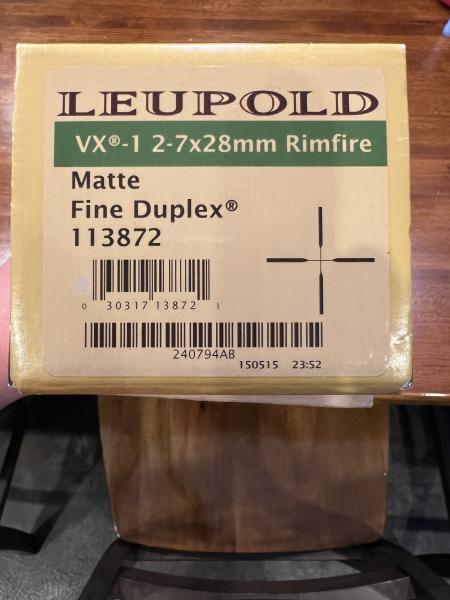 LEUPOLD
VX®-1 2-7x28mm Rimfire
Matte
Fine Duplex®
113872
0 30317 13872 1
240794AB
150515 23:52